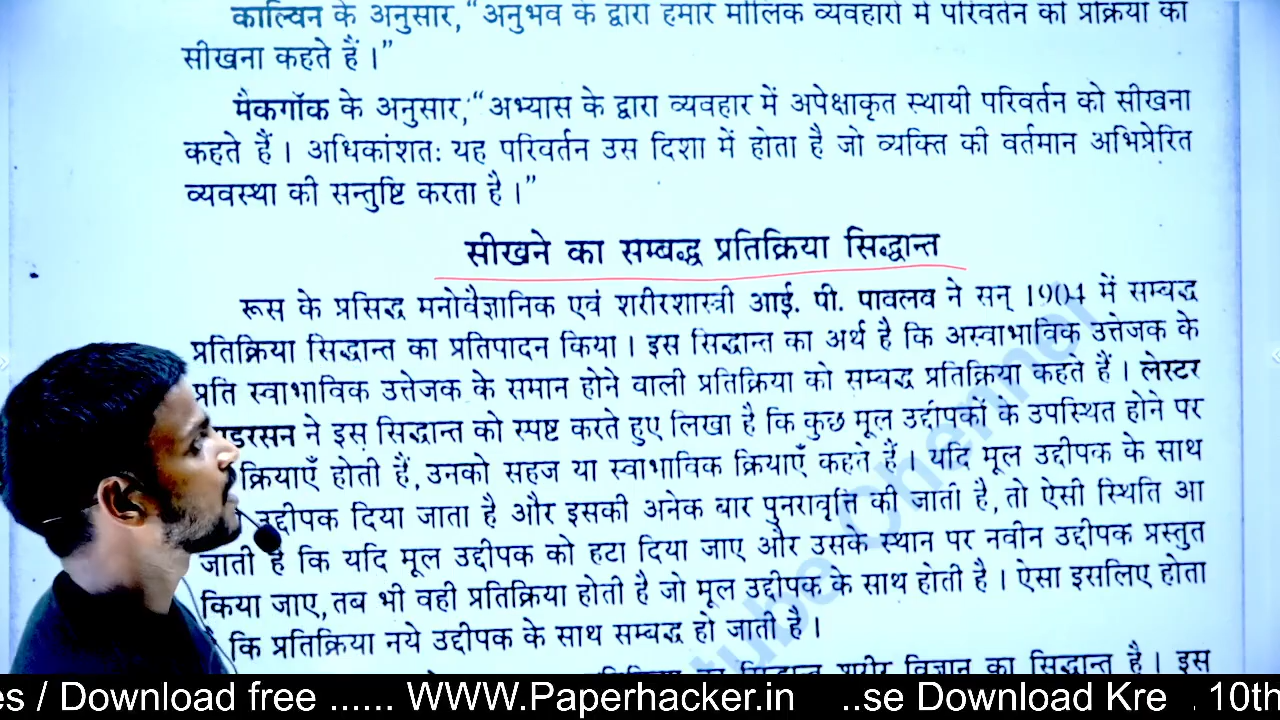 काल्विन के अनुसार, “अनुभव के द्वारा हमारे मौलिक व्यवहारों में परिवर्तन की प्रक्रिया को
सीखना कहते हैं ।”
मैकगॉक के अनुसार, “अभ्यास के द्वारा व्यवहार में अपेक्षाकृत स्थायी परिवर्तन को सीखना
कहते हैं । अधिकांशतः यह परिवर्तन उस दिशा में होता है जो व्यक्ति की वर्तमान अभिप्रेरित
व्यवस्था की सन्तुष्टि करता है ।”
सीखने का सम्बद्ध प्रतिक्रिया सिद्धान्त
रूस के प्रसिद्ध मनोवैज्ञानिक एवं शरीरशास्त्री आई. पी. पावलव ने सन् 1904 में सम्बद्ध
प्रतिक्रिया सिद्धान्त का प्रतिपादन किया । इस सिद्धान्त का अर्थ है कि अस्वाभाविक उत्तेजक के
प्रति स्वाभाविक उत्तेजक के समान होने वाली प्रतिक्रिया को सम्बद्ध प्रतिक्रिया कहते हैं । लेस्टर
ने इस सिद्धान्त को स्पष्ट करते हुए लिखा है कि कुछ मूल उद्दीपकों के उपस्थित होने पर
क्रियाएँ होती हैं, उनको सहज या स्वाभाविक क्रियाएँ कहते हैं । यदि मूल उद्दीपक के साथ
उद्दीपक दिया जाता है और इसकी अनेक बार पुनरावृत्ति की जाती है, तो ऐसी स्थिति आ
जाती है कि यदि मूल उद्दीपक को हटा दिया जाए और उसके स्थान पर नवीन उद्दीपक प्रस्तुत
किया जाए, तब भी वही प्रतिक्रिया होती है जो मूल उद्दीपक के साथ होती है । ऐसा इसलिए होता
कि प्रतिक्रिया नये उद्दीपक के साथ सम्बद्ध हो जाती है ।
सिद्धान्त शरीर विज्ञान का सिद्धान्त है । इस
es / Download free ...... WWW.Paperhacker.in ..se Download Kre . 10th